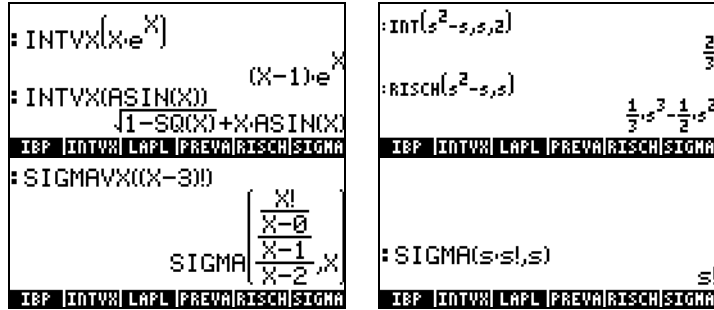 : INTVX(X·e^X)
(X-1)·e^X
: INTVX(ASIN(X))
√1-SQ(X)+X·ASIN(X)
IBP INTVX LAPL PREVA RISCH SIGMA
: INT(s²-s,s,2)
2
3
: RISCH(s²-s,s)
1/3·s³-1/2·s²
IBP INTVX LAPL PREVA RISCH SIGMA
: SIGMAVX((X-3)!)
X!
X-0
X-1
SIGMA( X-2 ,X)
IBP INTVX LAPL PREVA RISCH SIGMA
: SIGMA(s·s!,s)
s!
IBP INTVX LAPL PREVA RISCH SIGMA